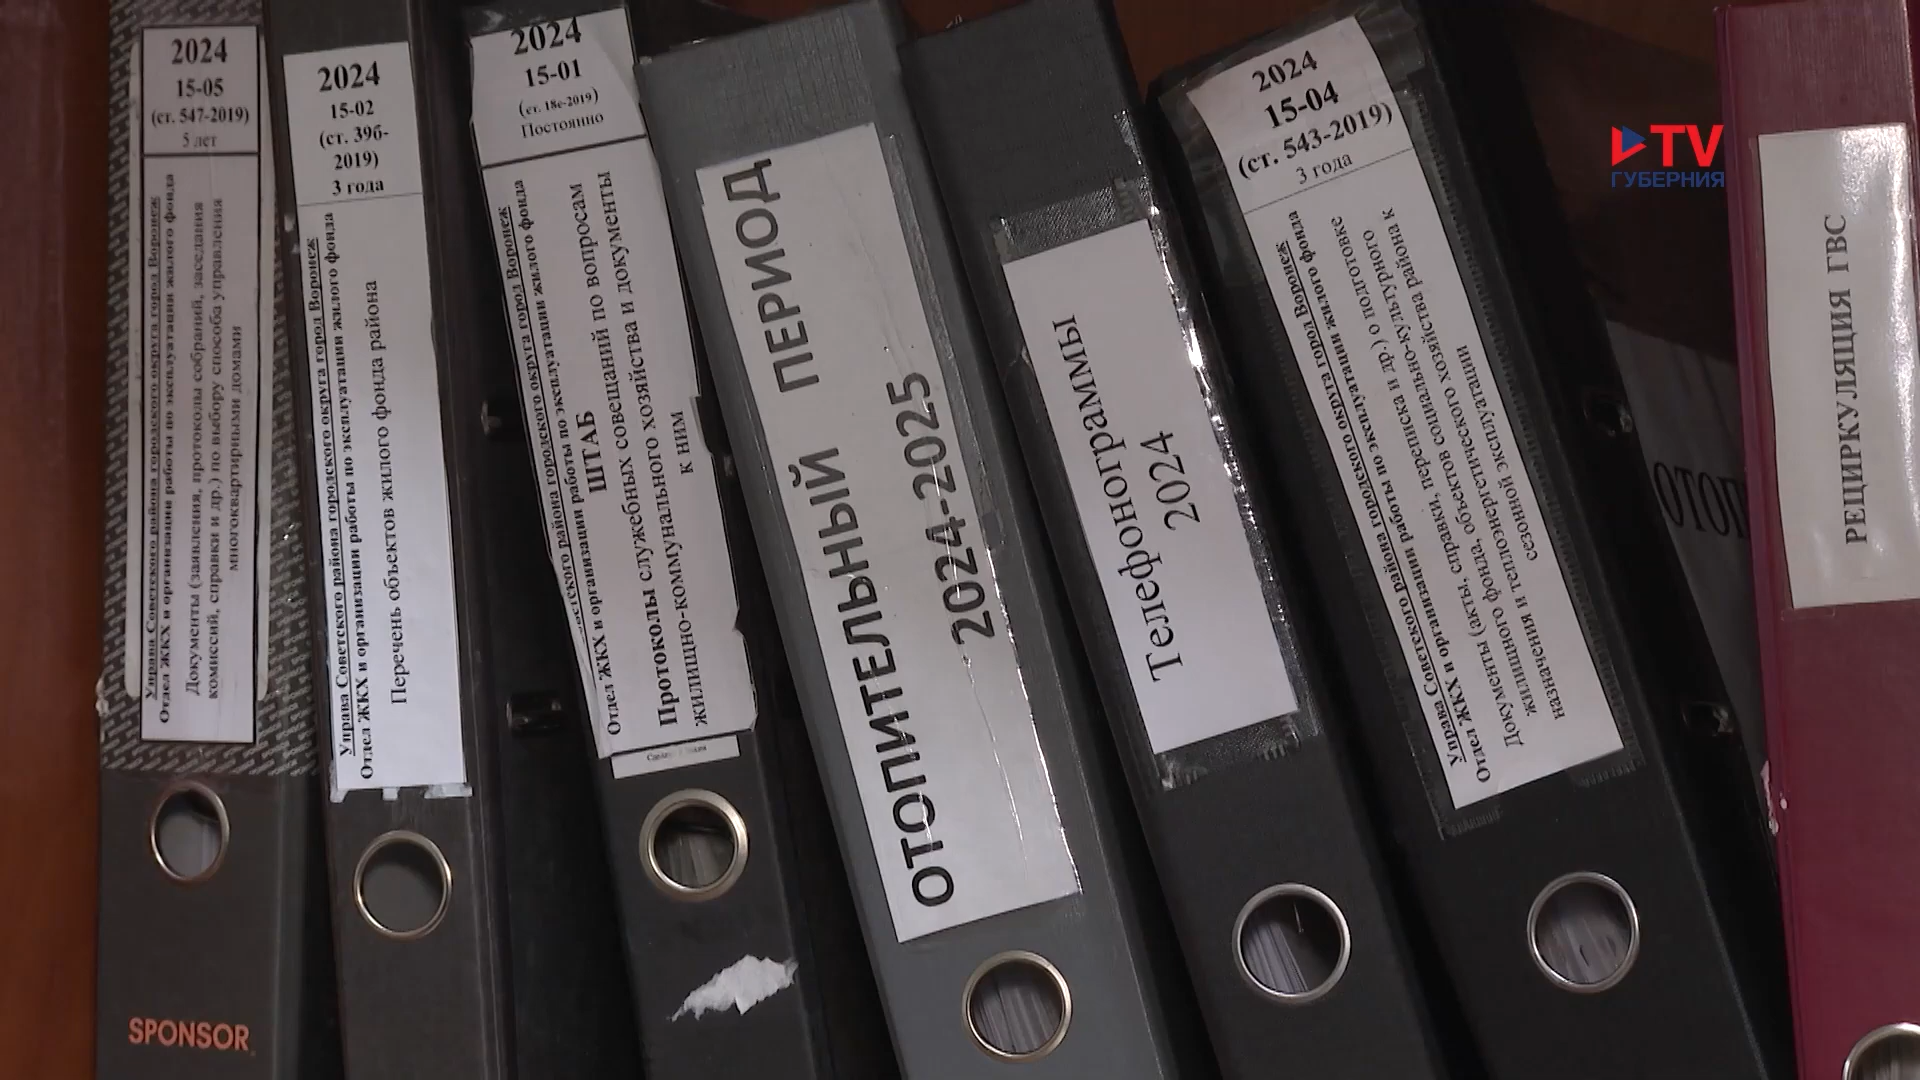 2024
15-05
(ст. 547-2019)
5 лет
Управа Советского района городского округа город Воронеж
Отдел ЖКХ и организации работы по эксплуатации жилого фонда
Документы (заявления, протоколы собраний, заседания
комиссий, справки и др.) по выбору способа управления
многоквартирными домами
SPONSOR
2024
15-02
(ст. 39б-
2019)
3 года
Управа Советского района городского округа город Воронеж
Отдел ЖКХ и организации работы по эксплуатации жилого фонда
Перечень объектов жилого фонда района
2024
15-01
(ст. 18е-2019)
Постоянно
района городского округа город Воронеж
Отдел ЖКХ и организации работы по эксплуатации жилого фонда
ШТАБ
Протоколы служебных совещаний по вопросам
жилищно-коммунального хозяйства и документы
к ним
ОТОПИТЕЛЬНЫЙ ПЕРИОД
2024-2025
Телефонограммы
2024
2024
15-04
(ст. 543-2019)
3 года
Управа Советского района городского округа город Воронеж
Отдел ЖКХ и организации работы по эксплуатации жилого фонда
Документы (акты, справки, переписка и др.) о подготовке
жилищного фонда, объектов социально-культурного
назначения и теплоэнергетического хозяйства района к
сезонной эксплуатации
РЕЦИРКУЛЯЦИЯ ГВС
TV
ГУБЕРНИЯ